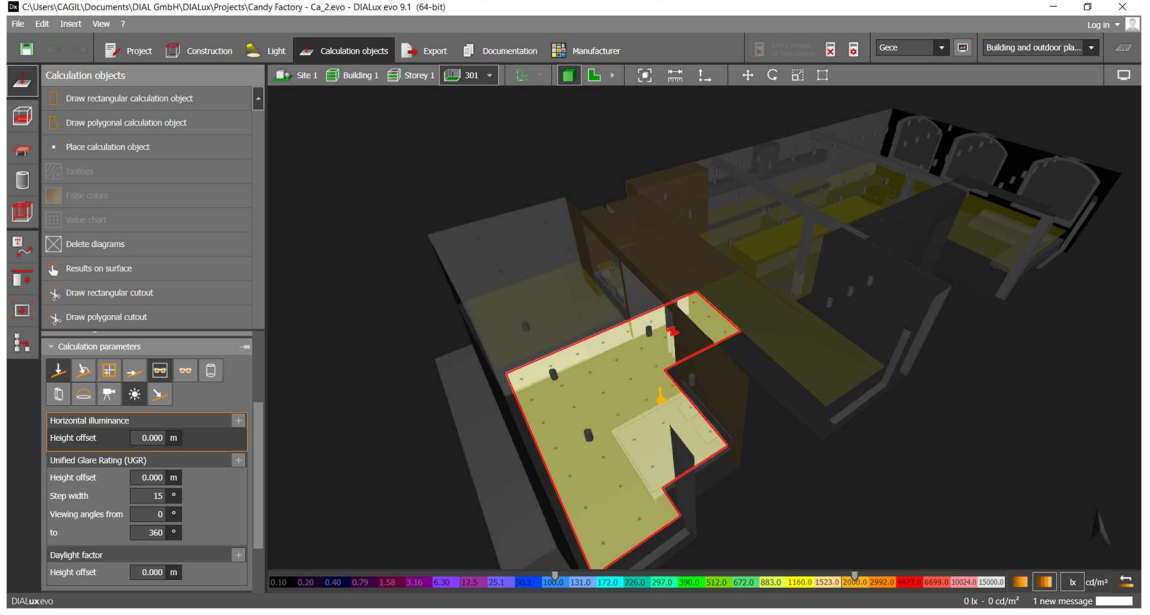 C:\Users\CAGIL\Documents\DIAL GmbH\DIALux\Projects\Candy Factory - Ca_2.evo - DIALux evo 9.1 (64-bit)
File Edit Insert View ?
Log in
Project Construction Light Calculation objects Export Documentation Manufacturer
Gece
Building and outdoor pla...
Calculation objects
Site 1 Building 1 Storey 1 301
Draw rectangular calculation object
Draw polygonal calculation object
Place calculation object
Isolines
False colors
Value chart
Delete diagrams
Results on surface
Draw rectangular cutout
Draw polygonal cutout
Calculation parameters
Horizontal illuminance
Height offset 0.000 m
Unified Glare Rating (UGR)
Height offset 0.000 m
Step width 15 °
Viewing angles from 0 °
to 360 °
Daylight factor
Height offset 0.000 m
0.10 0.20 0.40 0.79 1.58 3.16 6.30 12.5 25.1 50.1 100.0 131.0 172.0 226.0 297.0 390.0 512.0 672.0 883.0 1160.0 1523.0 2000.0 2992.0 4477.0 6699.0 10024.0 15000.0 lx cd/m²
DIALux evo
0 lx - 0 cd/m² 1 new message